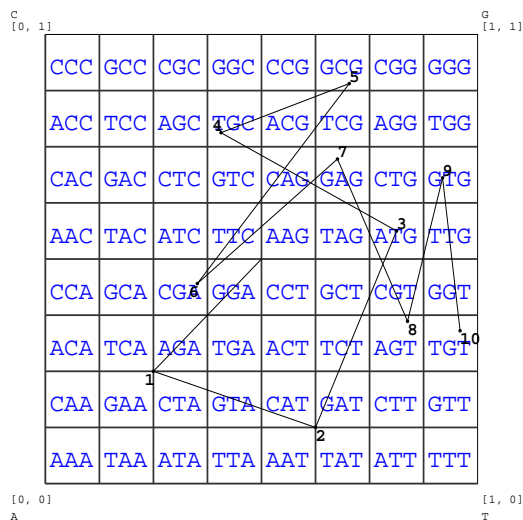 C G
[0, 1] [1, 1]
CCC GCC CGC GGC CCG GCG CGG GGG
5
4
ACC TCC AGC TGC ACG TCG AGG TGG
7
9
CAC GAC CTC GTC CAG GAG CTG GTG
3
AAC TAC ATC TTC AAG TAG ATG TTG
6
CCA GCA CGA GGA CCT GCT CGT GGT
8
10
ACA TCA AGA TGA ACT TCT AGT TGT
1
CAA GAA CTA GTA CAT GAT CTT GTT
2
AAA TAA ATA TTA AAT TAT ATT TTT
[0, 0] [1, 0]
A T